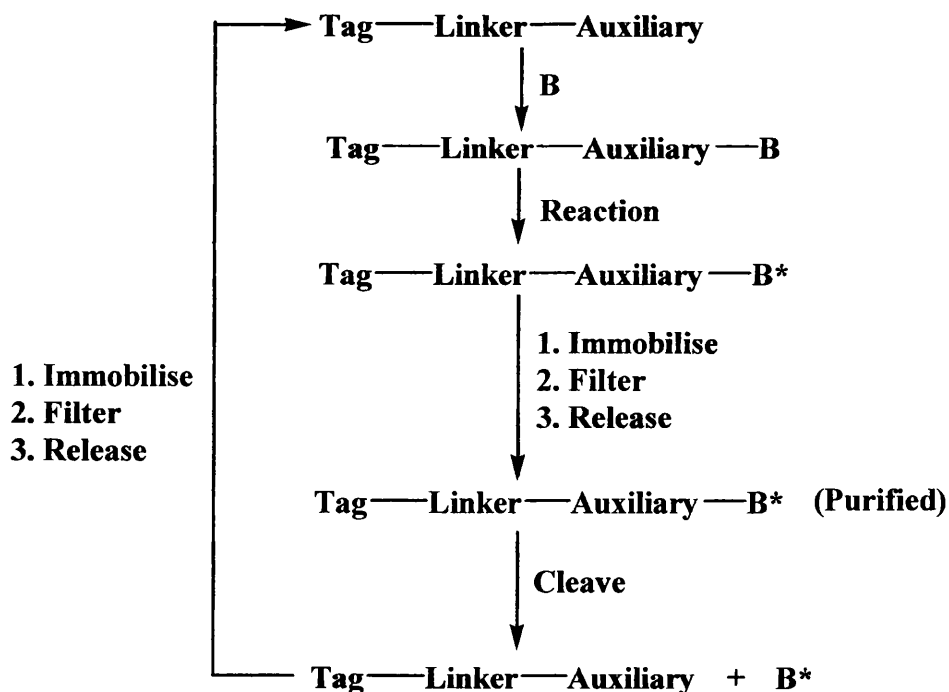 Tag—Linker—Auxiliary
B
Tag—Linker—Auxiliary—B
Reaction
Tag—Linker—Auxiliary—B*
1. Immobilise
2. Filter
3. Release
1. Immobilise
2. Filter
3. Release
Tag—Linker—Auxiliary—B* (Purified)
Cleave
Tag—Linker—Auxiliary + B*